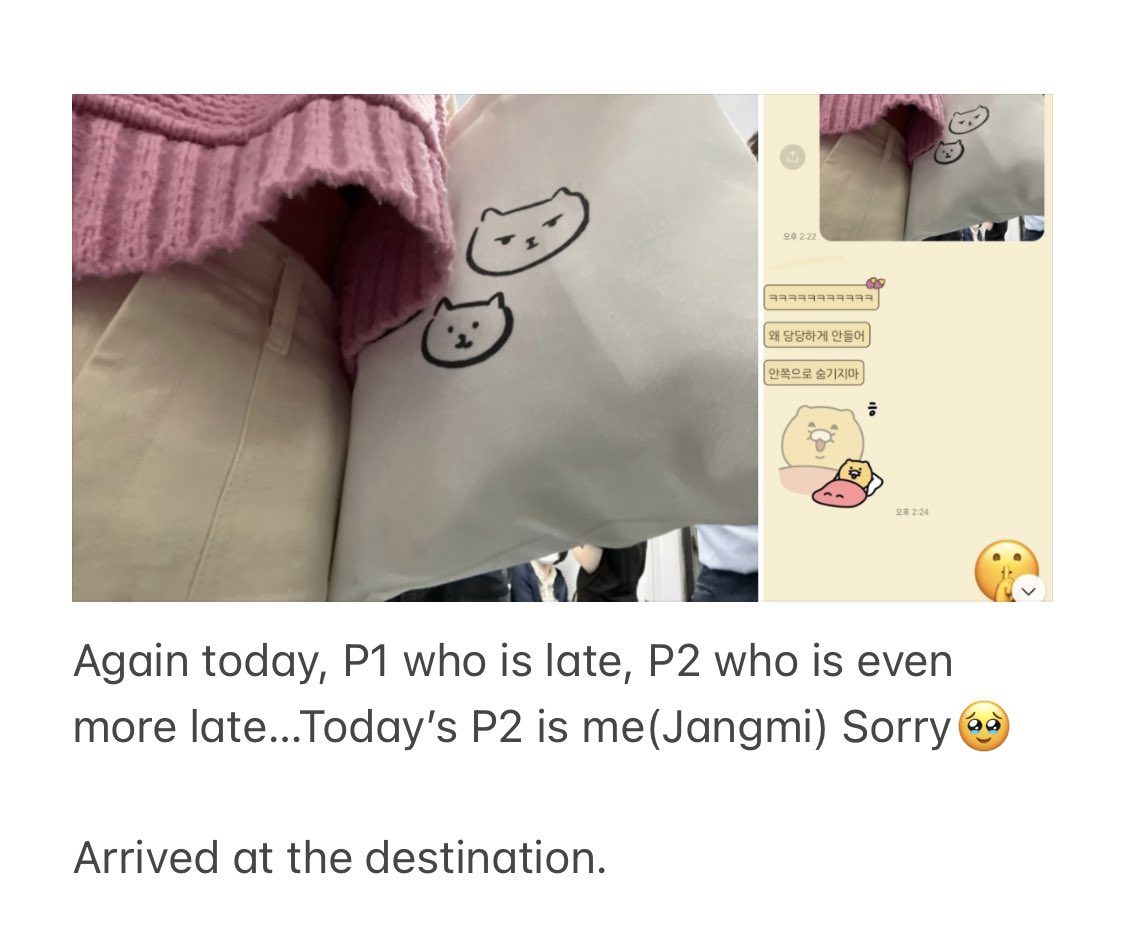 오후 2:22
ㅋㅋㅋㅋㅋㅋㅋㅋㅋㅋㅋ
왜 당당하게 안들어
안쪽으로 숨기지마
흥
오후 2:24
Again today, P1 who is late, P2 who is even
more late...Today’s P2 is me(Jangmi) Sorry🥹
Arrived at the destination.